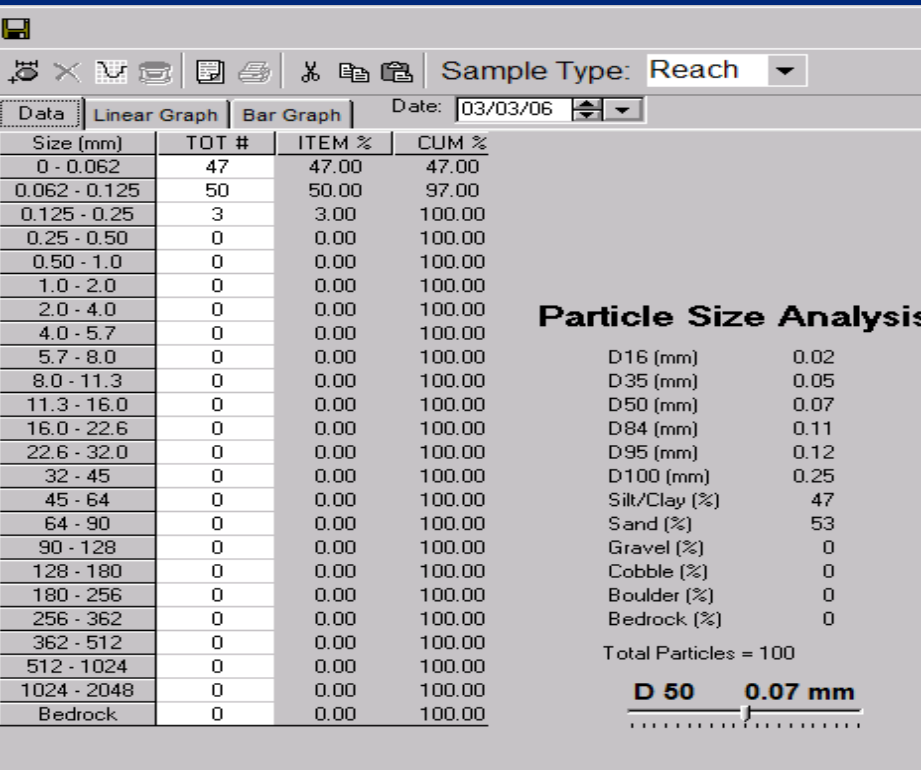 Sample Type: Reach
Data Linear Graph Bar Graph Date: 03/03/06
Size (mm) TOT # ITEM % CUM %
0 - 0.062 47 47.00 47.00
0.062 - 0.125 50 50.00 97.00
0.125 - 0.25 3 3.00 100.00
0.25 - 0.50 0 0.00 100.00
0.50 - 1.0 0 0.00 100.00
1.0 - 2.0 0 0.00 100.00
2.0 - 4.0 0 0.00 100.00
4.0 - 5.7 0 0.00 100.00
5.7 - 8.0 0 0.00 100.00
8.0 - 11.3 0 0.00 100.00
11.3 - 16.0 0 0.00 100.00
16.0 - 22.6 0 0.00 100.00
22.6 - 32.0 0 0.00 100.00
32 - 45 0 0.00 100.00
45 - 64 0 0.00 100.00
64 - 90 0 0.00 100.00
90 - 128 0 0.00 100.00
128 - 180 0 0.00 100.00
180 - 256 0 0.00 100.00
256 - 362 0 0.00 100.00
362 - 512 0 0.00 100.00
512 - 1024 0 0.00 100.00
1024 - 2048 0 0.00 100.00
Bedrock 0 0.00 100.00
Particle Size Analysis
D16 (mm) 0.02
D35 (mm) 0.05
D50 (mm) 0.07
D84 (mm) 0.11
D95 (mm) 0.12
D100 (mm) 0.25
Silt/Clay (%) 47
Sand (%) 53
Gravel (%) 0
Cobble (%) 0
Boulder (%) 0
Bedrock (%) 0
Total Particles = 100
D 50 0.07 mm